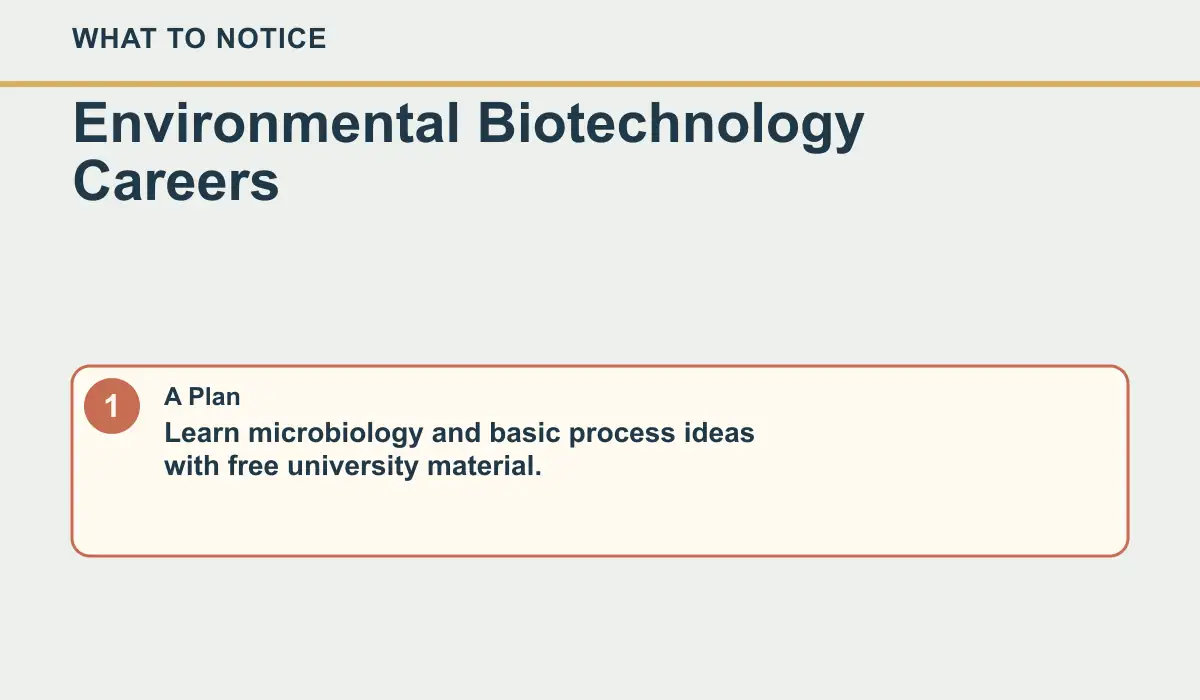 WHAT TO NOTICE
Environmental Biotechnology
Careers
1
A Plan
Learn microbiology and basic process ideas
with free university material.